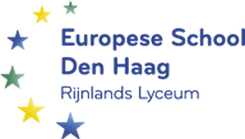 Europese School
Den Haag
Rijnlands Lyceum